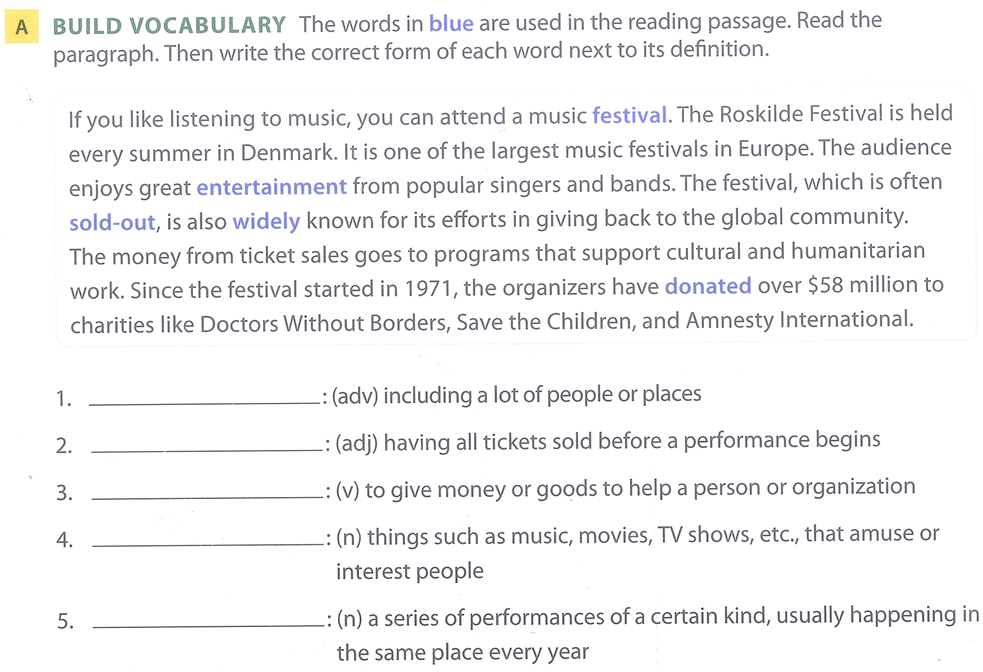 A BUILD VOCABULARY The words in blue are used in the reading passage. Read the
paragraph. Then write the correct form of each word next to its definition.
If you like listening to music, you can attend a music festival. The Roskilde Festival is held
every summer in Denmark. It is one of the largest music festivals in Europe. The audience
enjoys great entertainment from popular singers and bands. The festival, which is often
sold-out, is also widely known for its efforts in giving back to the global community.
The money from ticket sales goes to programs that support cultural and humanitarian
work. Since the festival started in 1971, the organizers have donated over $58 million to
charities like Doctors Without Borders, Save the Children, and Amnesty International.
1. ____________________: (adv) including a lot of people or places
2. ____________________: (adj) having all tickets sold before a performance begins
3. ____________________: (v) to give money or goods to help a person or organization
4. ____________________: (n) things such as music, movies, TV shows, etc., that amuse or
interest people
5. ____________________: (n) a series of performances of a certain kind, usually happening in
the same place every year